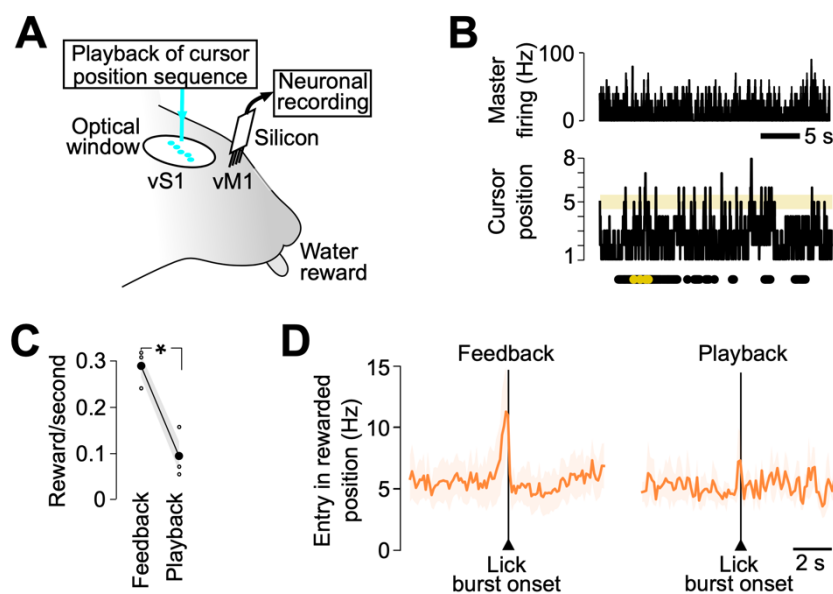 A
Playback of cursor
position sequence
Neuronal
recording
Optical
window
Silicon
vS1
vM1
Water
reward
B
Master
firing (Hz)
100
0
5 s
Cursor
position
8
5
1
C
*
Reward/second
0.3
0.2
0.1
0
Feedback
Playback
D
Feedback
Playback
Entry in rewarded
position (Hz)
15
10
5
0
Lick
burst onset
Lick
burst onset
2 s